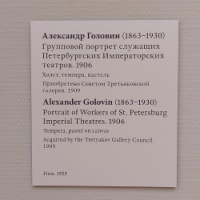 Александр Головин (1863–1930)
Групповой портрет служащих
Петербургских Императорских
театров. 1906
Холст, темпера, пастель
Приобретено Советом Третьяковской
галереи. 1909
Alexander Golovin (1863–1930)
Portrait of Workers of St. Petersburg
Imperial Theatres. 1906
Tempera, pastel on canvas
Acquired by the Tretyakov Gallery Council.
1909